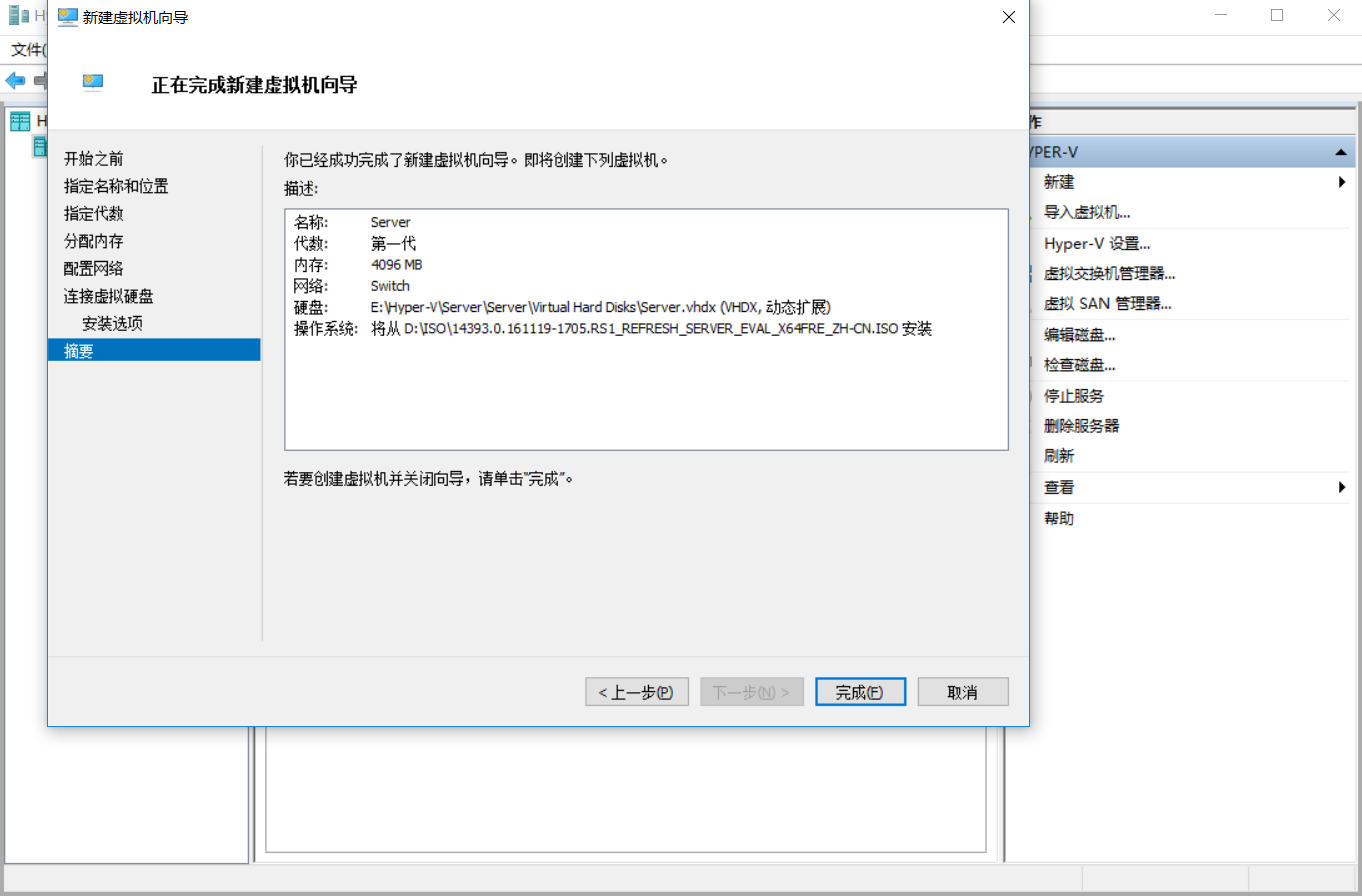 新建虚拟机向导
文件(
正在完成新建虚拟机向导
开始之前
指定名称和位置
指定代数
分配内存
配置网络
连接虚拟硬盘
安装选项
摘要
你已经成功完成了新建虚拟机向导。即将创建下列虚拟机。
描述:
名称: Server
代数: 第一代
内存: 4096 MB
网络: Switch
硬盘: E:\Hyper-V\Server\Server\Virtual Hard Disks\Server.vhdx (VHDX, 动态扩展)
操作系统: 将从 D:\ISO\14393.0.161119-1705.RS1_REFRESH_SERVER_EVAL_X64FRE_ZH-CN.ISO 安装
若要创建虚拟机并关闭向导，请单击“完成”。
< 上一步(P)
下一步(N) >
完成(F)
取消
作
YPER-V
新建
导入虚拟机...
Hyper-V 设置...
虚拟交换机管理器...
虚拟 SAN 管理器...
编辑磁盘...
检查磁盘...
停止服务
删除服务器
刷新
查看
帮助